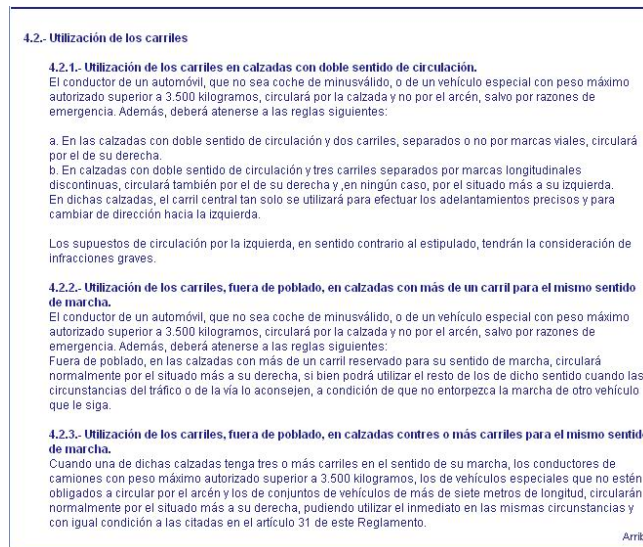 4.2.- Utilización de los carriles
4.2.1.- Utilización de los carriles en calzadas con doble sentido de circulación.
El conductor de un automóvil, que no sea coche de minusválido, o de un vehículo especial con peso máximo
autorizado superior a 3.500 kilogramos, circulará por la calzada y no por el arcén, salvo por razones de
emergencia. Además, deberá atenerse a las reglas siguientes:
a. En las calzadas con doble sentido de circulación y dos carriles, separados o no por marcas viales, circulará
por el de su derecha.
b. En calzadas con doble sentido de circulación y tres carriles separados por marcas longitudinales
discontinuas, circulará también por el de su derecha y ,en ningún caso, por el situado más a su izquierda.
En dichas calzadas, el carril central tan solo se utilizará para efectuar los adelantamientos precisos y para
cambiar de dirección hacia la izquierda.
Los supuestos de circulación por la izquierda, en sentido contrario al estipulado, tendrán la consideración de
infracciones graves.
4.2.2.- Utilización de los carriles, fuera de poblado, en calzadas con más de un carril para el mismo sentido
de marcha.
El conductor de un automóvil, que no sea coche de minusválido, o de un vehículo especial con peso máximo
autorizado superior a 3.500 kilogramos, circulará por la calzada y no por el arcén, salvo por razones de
emergencia. Además, deberá atenerse a las reglas siguientes:
Fuera de poblado, en las calzadas con más de un carril reservado para su sentido de marcha, circulará
normalmente por el situado más a su derecha, si bien podrá utilizar el resto de los de dicho sentido cuando las
circunstancias del tráfico o de la vía lo aconsejen, a condición de que no entorpezca la marcha de otro vehículo
que le siga.
4.2.3.- Utilización de los carriles, fuera de poblado, en calzadas contres o más carriles para el mismo sentido
de marcha.
Cuando una de dichas calzadas tenga tres o más carriles en el sentido de su marcha, los conductores de
camiones con peso máximo autorizado superior a 3.500 kilogramos, los de vehículos especiales que no estén
obligados a circular por el arcén y los de conjuntos de vehículos de más de siete metros de longitud, circularán
normalmente por el situado más a su derecha, pudiendo utilizar el inmediato en las mismas circunstancias y
con igual condición a las citadas en el artículo 31 de este Reglamento.
Arrib